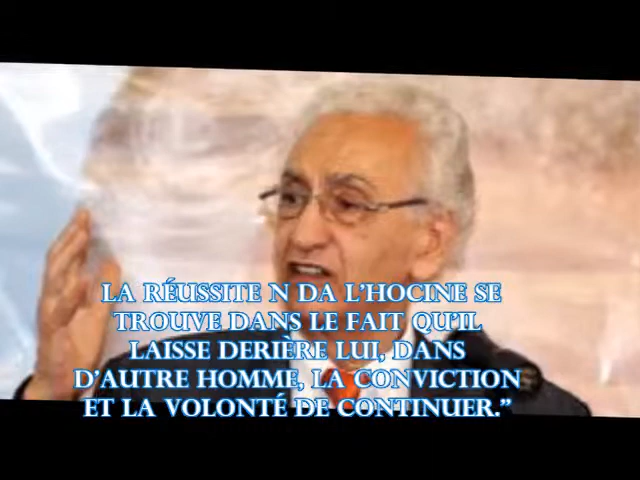 LA RÉUSSITE N DA L'HOCINE SE
TROUVE DANS LE FAIT QU'IL
LAISSE DERIÈRE LUI, DANS
D'AUTRE HOMME, LA CONVICTION
ET LA VOLONTÉ DE CONTINUER."